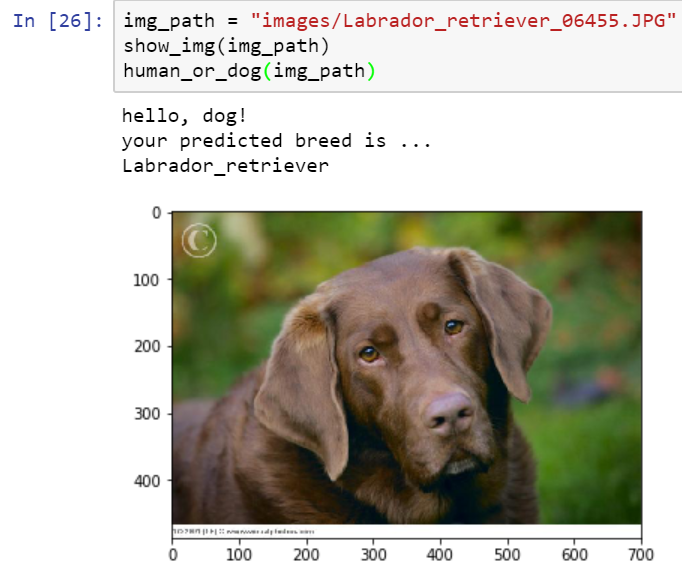 In [26]: img_path = "images/Labrador_retriever_06455.JPG"
show_img(img_path)
human_or_dog(img_path)
hello, dog!
your predicted breed is ...
Labrador_retriever
0
©
100
200
300
400
0 100 200 300 400 500 600 700